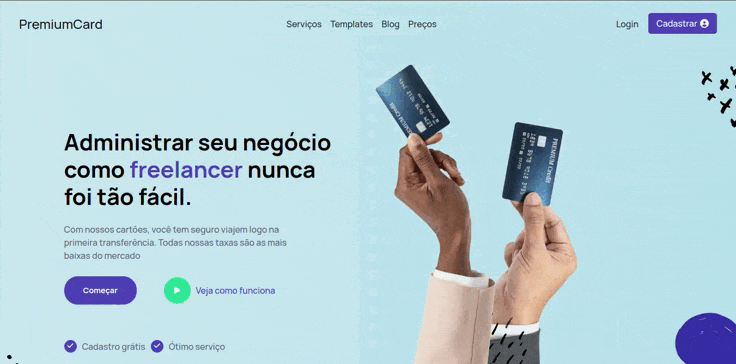 PremiumCard
Serviços Templates Blog Preços
Login
Cadastrar
Administrar seu negócio
como freelancer nunca
foi tão fácil.
Com nossos cartões, você tem seguro viajem logo na
primeira transferência. Todas nossas taxas são as mais
baixas do mercado
Começar
Veja como funciona
Cadastro grátis
Ótimo serviço
PREMIUM Credit
PREMIUM Credit